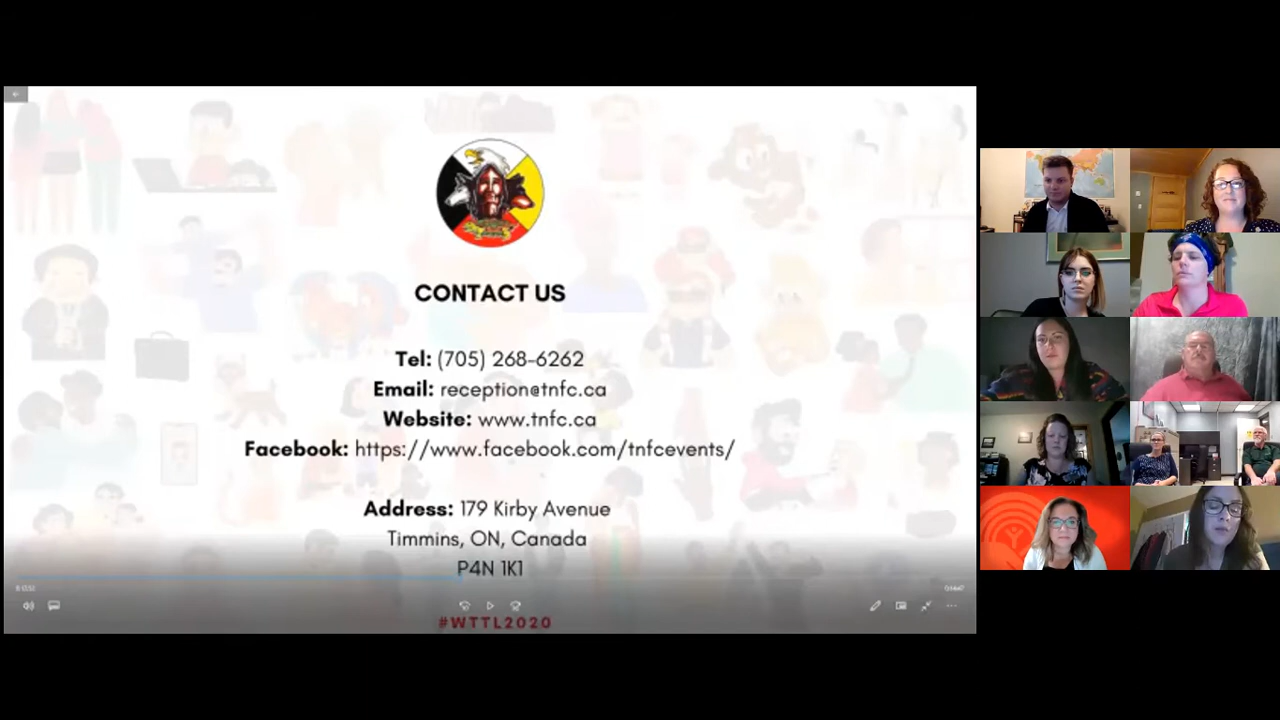 CONTACT US
Tel: (705) 268-6262
Email: reception@tnfc.ca
Website: www.tnfc.ca
Facebook: https://www.facebook.com/tnfcevents/
Address: 179 Kirby Avenue
Timmins, ON, Canada
P4N 1K1
#WTTL2020